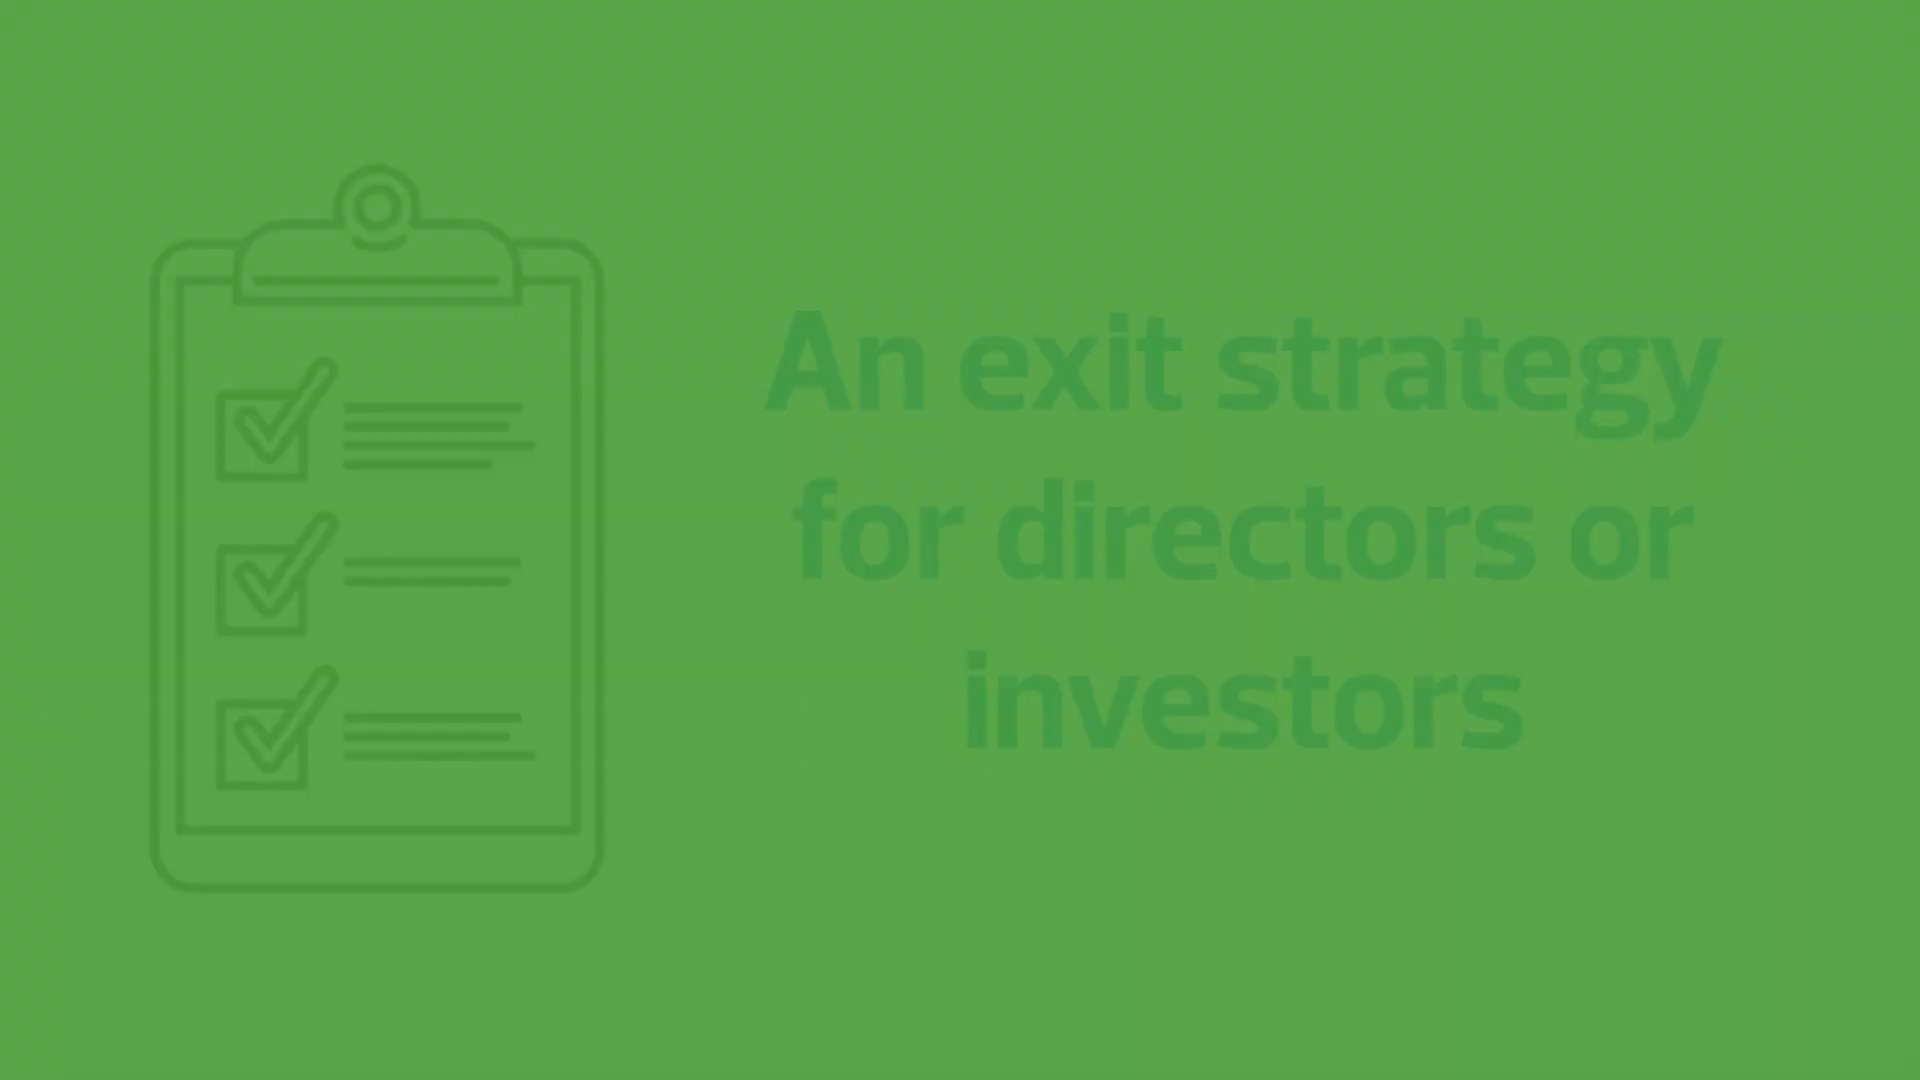 An exit strategy
for directors or
investors